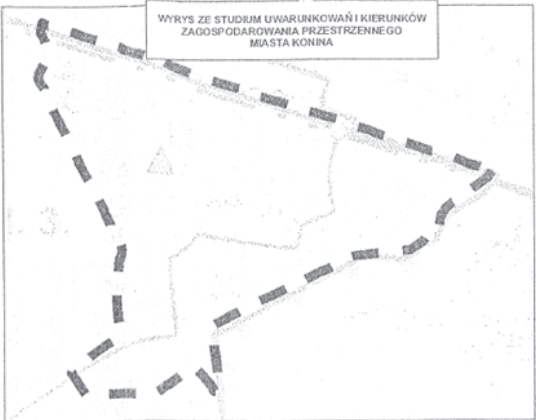 WYRYS ZE STUDIUM UWARUNKOWAŃ I KIERUNKÓW
ZAGOSPODAROWANIA PRZESTRZENNEGO
MIASTA KONINA